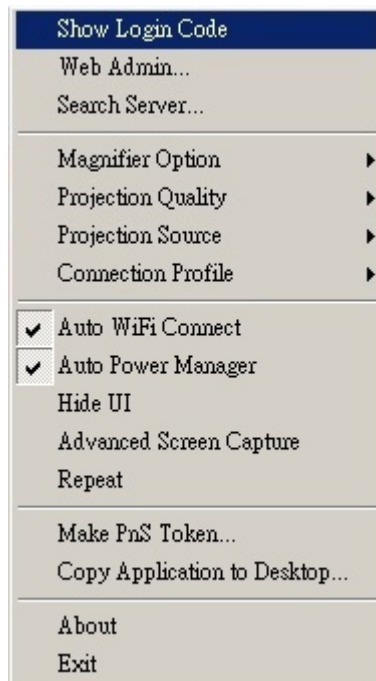 Show Login Code
Web Admin...
Search Server...
Magnifier Option
Projection Quality
Projection Source
Connection Profile
Auto WiFi Connect
Auto Power Manager
Hide UI
Advanced Screen Capture
Repeat
Make PnS Token...
Copy Application to Desktop...
About
Exit